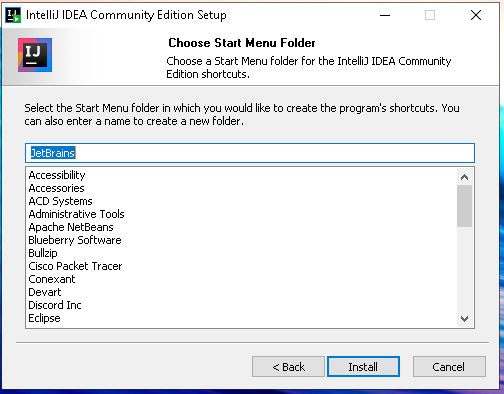 IntelliJ IDEA Community Edition Setup
IJ
Choose Start Menu Folder
Choose a Start Menu folder for the IntelliJ IDEA Community
Edition shortcuts.
Select the Start Menu folder in which you would like to create the program's shortcuts. You
can also enter a name to create a new folder.
JetBrains
Accessibility
Accessories
ACD Systems
Administrative Tools
Apache NetBeans
Blueberry Software
Bullzip
Cisco Packet Tracer
Conexant
Devart
Discord Inc
Eclipse
< Back Install Cancel